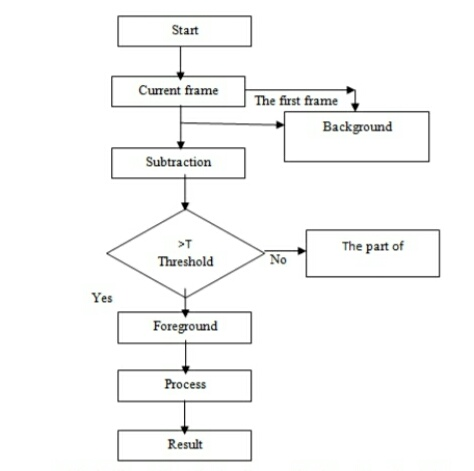 Start
Current frame
The first frame
Background
Subtraction
>T
Threshold
No
The part of
Yes
Foreground
Process
Result